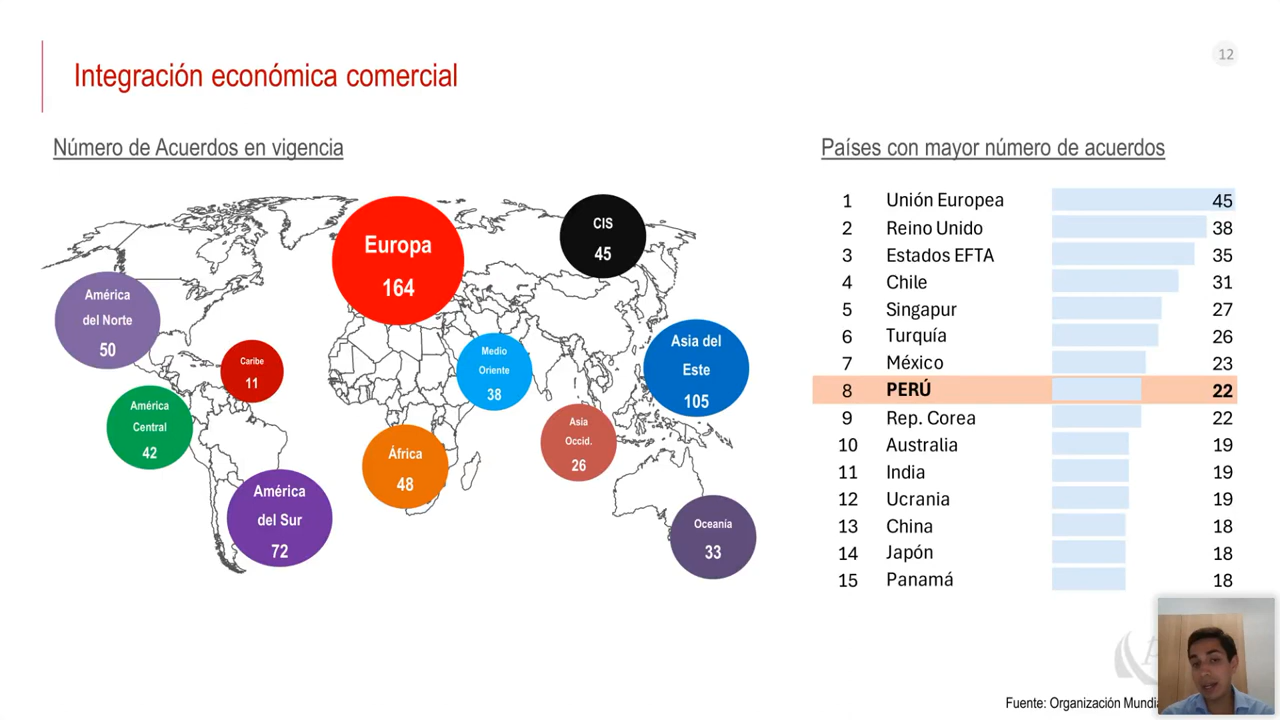 12
Integración económica comercial
Número de Acuerdos en vigencia
Países con mayor número de acuerdos
Europa
164
CIS
45
América
del Norte
50
Caribe
11
Medio
Oriente
38
Asia del
Este
105
América
Central
42
África
48
Asia
Occid.
26
América
del Sur
72
Oceanía
33
1 Unión Europea 45
2 Reino Unido 38
3 Estados EFTA 35
4 Chile 31
5 Singapur 27
6 Turquía 26
7 México 23
8 PERÚ 22
9 Rep. Corea 22
10 Australia 19
11 India 19
12 Ucrania 19
13 China 18
14 Japón 18
15 Panamá 18
Fuente: Organización